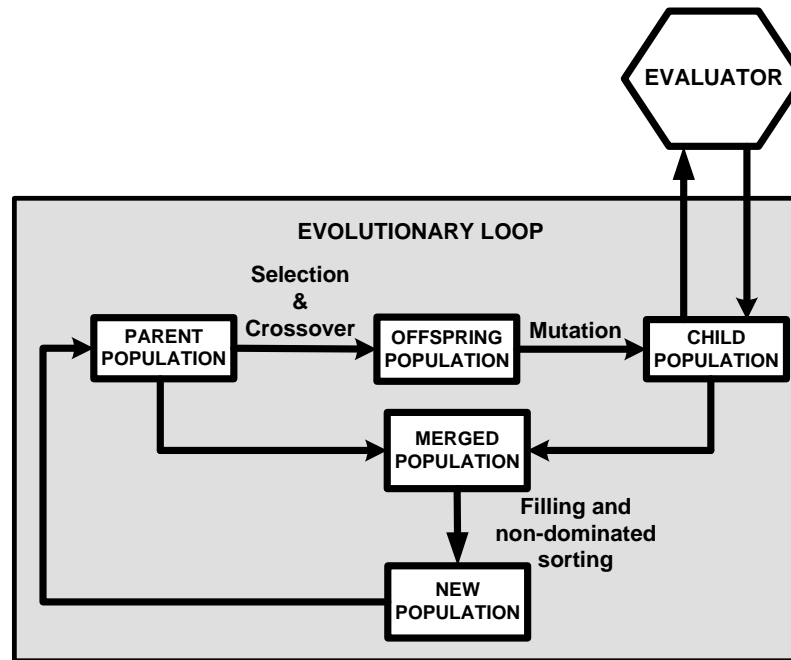 EVALUATOR
EVOLUTIONARY LOOP
Selection
&
Crossover
PARENT
POPULATION
OFFSPRING
POPULATION
Mutation
CHILD
POPULATION
MERGED
POPULATION
Filling and
non-dominated
sorting
NEW
POPULATION